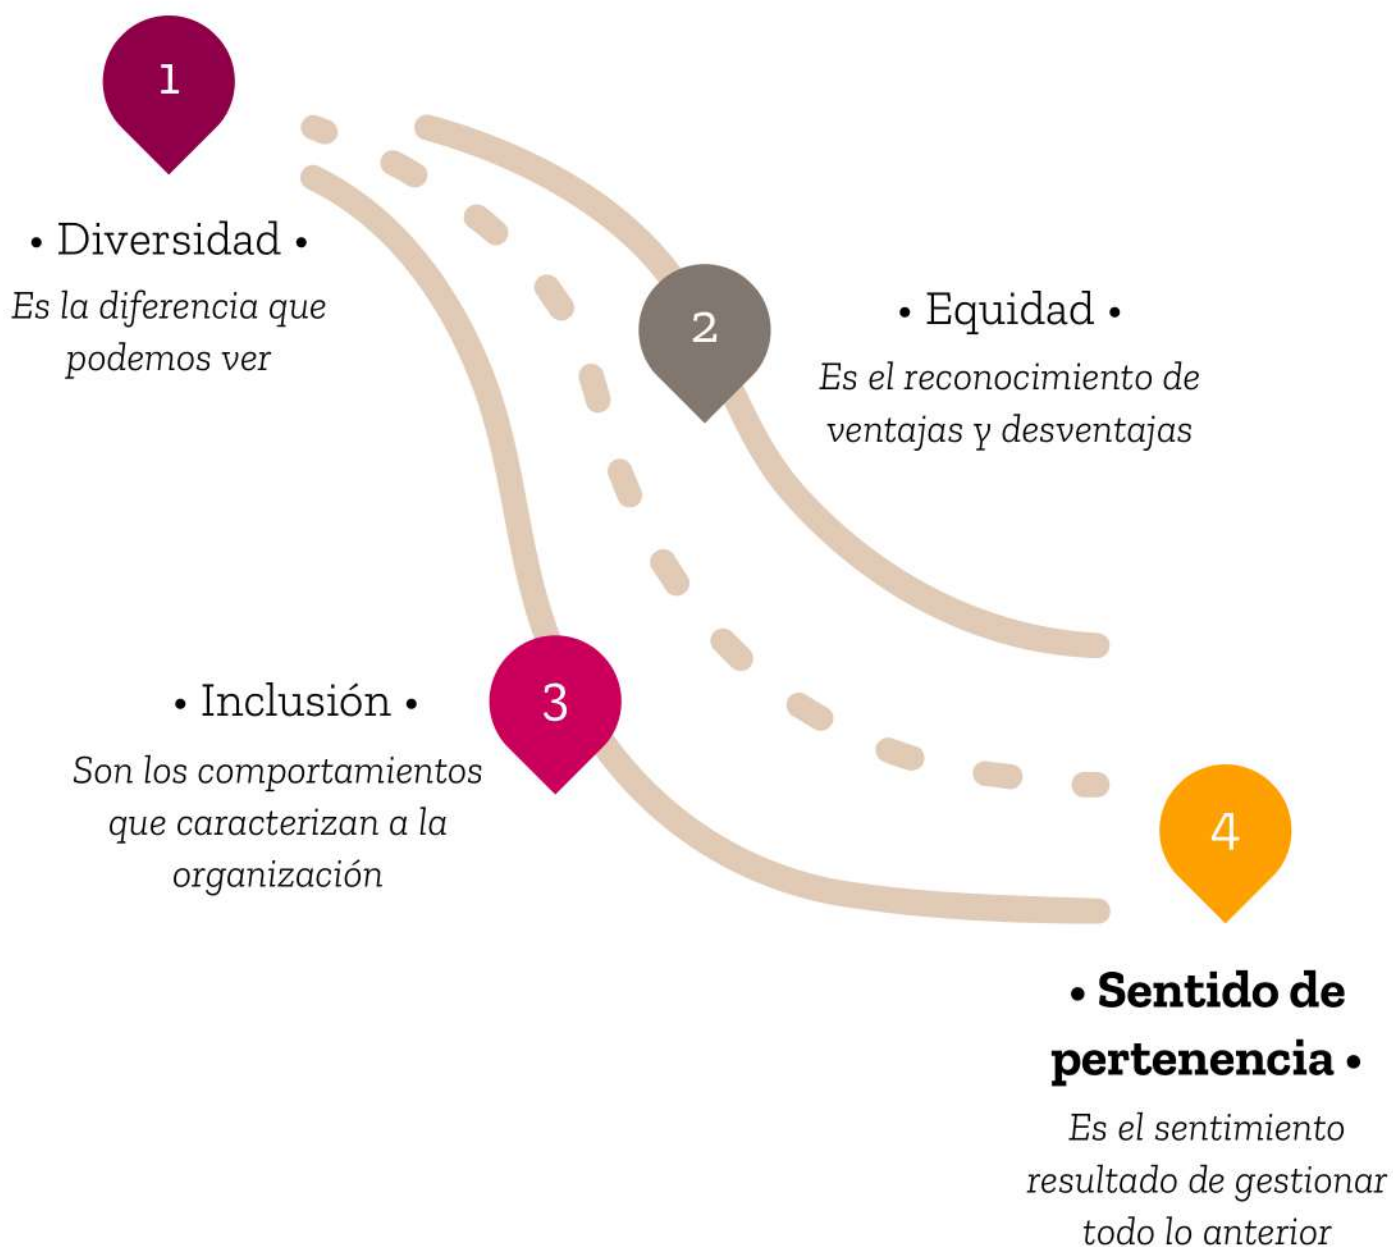 1
• Diversidad •
Es la diferencia que
podemos ver
2
• Equidad •
Es el reconocimiento de
ventajas y desventajas
3
• Inclusión •
Son los comportamientos
que caracterizan a la
organización
4
• Sentido de
pertenencia •
Es el sentimiento
resultado de gestionar
todo lo anterior